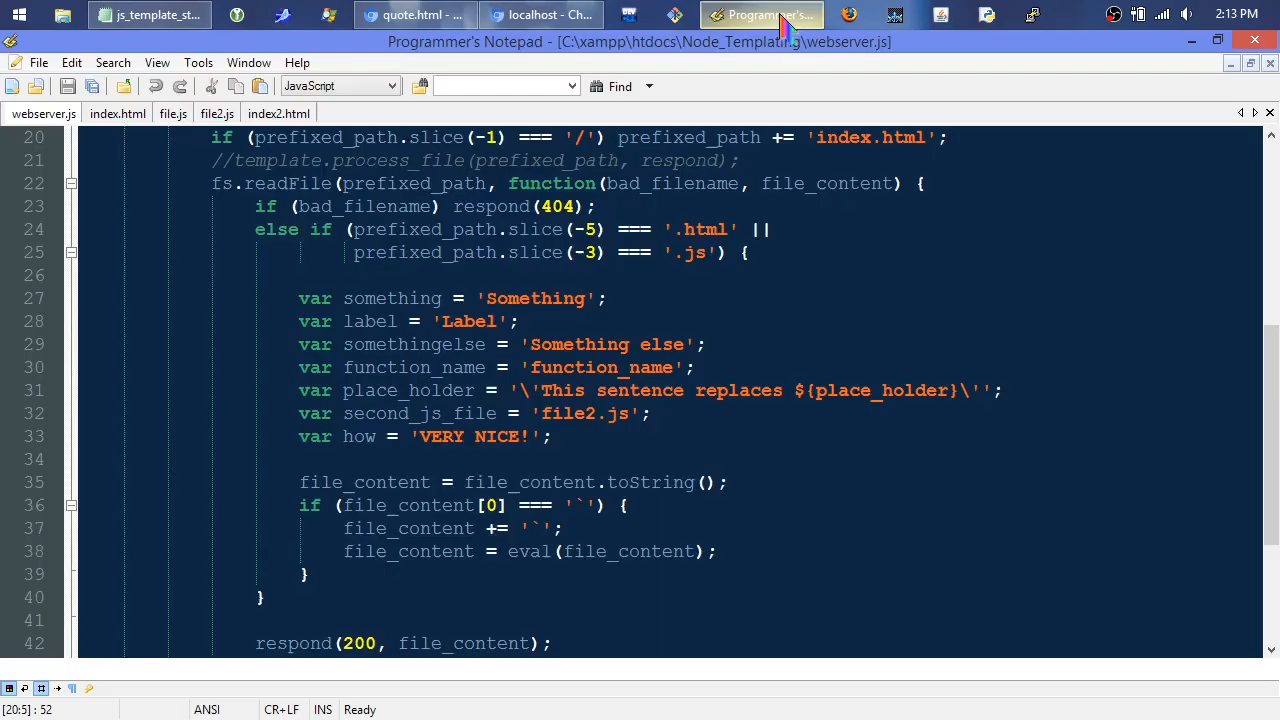 js_template_st...
quote.html - ...
localhost - Ch...
DEV
Programmer's...
2:13 PM
Programmer's Notepad - [C:\xampp\htdocs\Node_Templating\webserver.js]
File Edit Search View Tools Window Help
JavaScript Find
webserver.js index.html file.js file2.js index2.html
20 if (prefixed_path.slice(-1) === '/') prefixed_path += 'index.html';
21 //template.process_file(prefixed_path, respond);
22 fs.readFile(prefixed_path, function(bad_filename, file_content) {
23 if (bad_filename) respond(404);
24 else if (prefixed_path.slice(-5) === '.html' ||
25 prefixed_path.slice(-3) === '.js') {
26
27 var something = 'Something';
28 var label = 'Label';
29 var somethingelse = 'Something else';
30 var function_name = 'function_name';
31 var place_holder = '\'This sentence replaces ${place_holder}\'';
32 var second_js_file = 'file2.js';
33 var how = 'VERY NICE!';
34
35 file_content = file_content.toString();
36 if (file_content[0] === '`') {
37 file_content += '`';
38 file_content = eval(file_content);
39 }
40 }
41
42 respond(200, file_content);
[20:5] : 52 ANSI CR+LF INS Ready